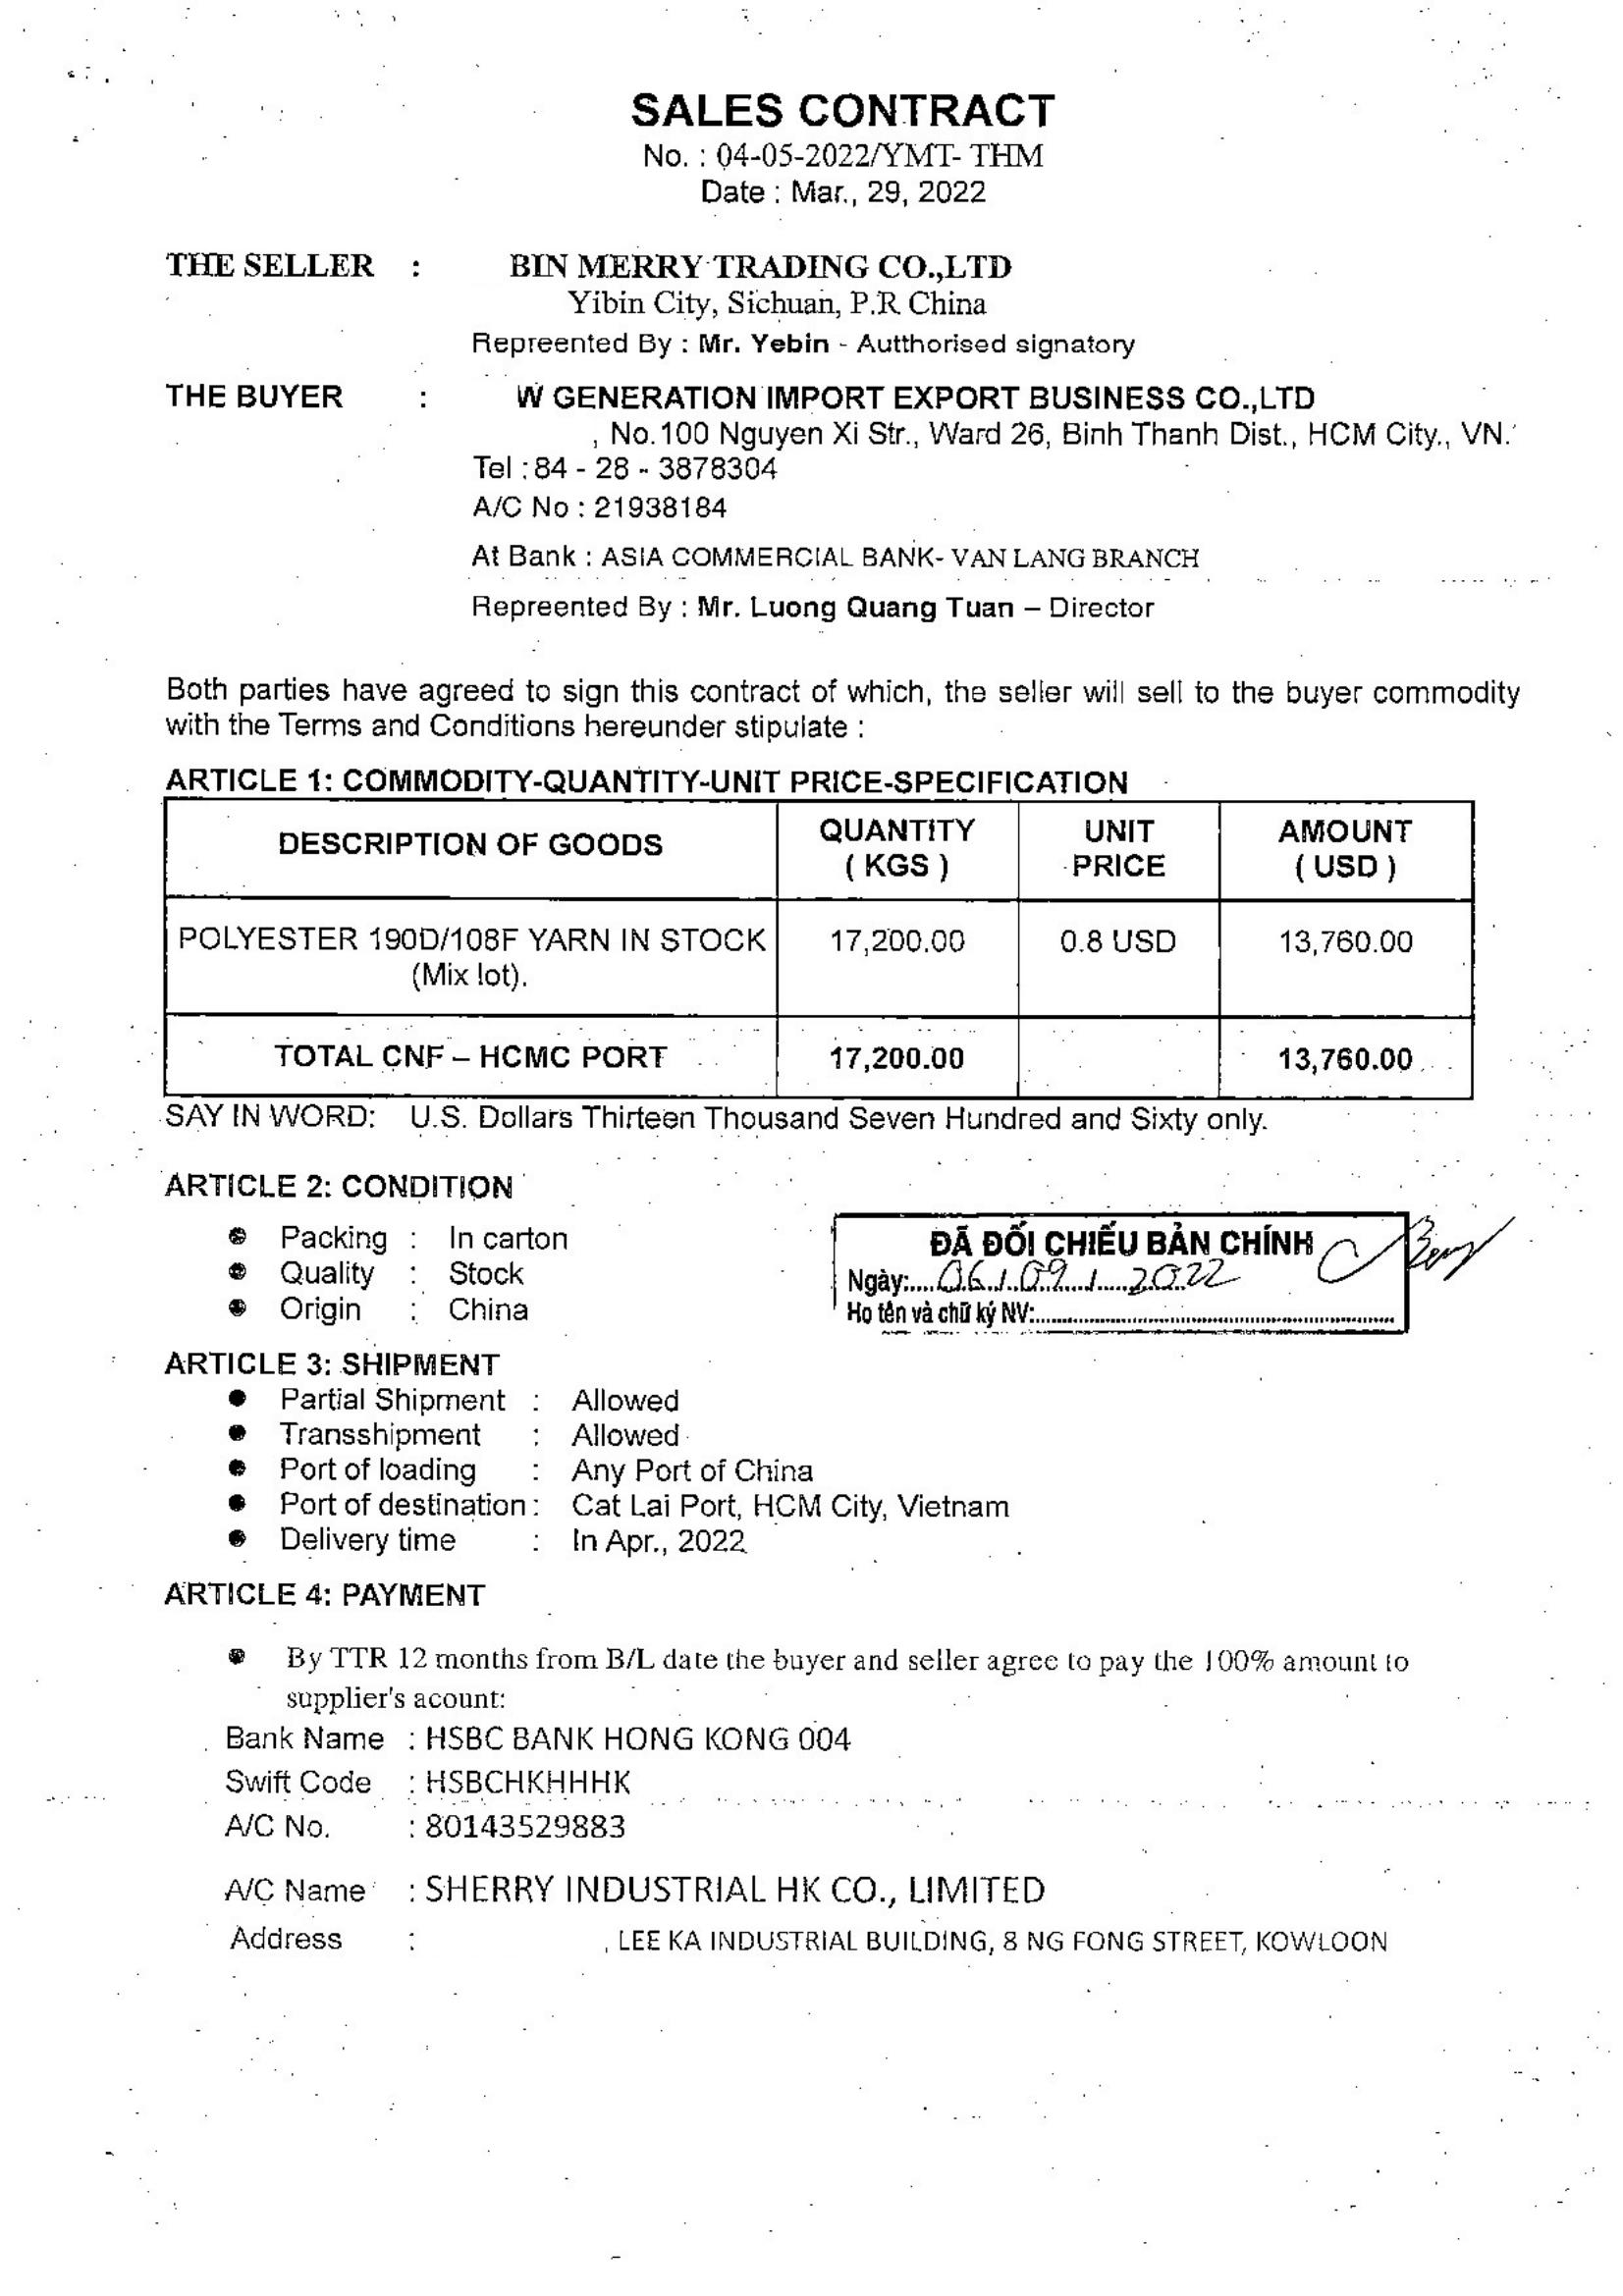 SALES CONTRACT
No. : 04-05-2022/YMT- THM
Date : Mar., 29, 2022
THE SELLER : BIN MERRY TRADING CO.,LTD
Yibin City, Sichuan, P.R China
Repreented By : Mr. Yebin - Autthorised signatory
THE BUYER : W GENERATION IMPORT EXPORT BUSINESS CO.,LTD
, No.100 Nguyen Xi Str., Ward 26, Binh Thanh Dist., HCM City., VN.
Tel : 84 - 28 - 3878304
A/C No : 21938184
At Bank : ASIA COMMERCIAL BANK- VAN LANG BRANCH
Repreented By : Mr. Luong Quang Tuan – Director
Both parties have agreed to sign this contract of which, the seller will sell to the buyer commodity
with the Terms and Conditions hereunder stipulate :
ARTICLE 1: COMMODITY-QUANTITY-UNIT PRICE-SPECIFICATION
DESCRIPTION OF GOODS QUANTITY ( KGS ) UNIT PRICE AMOUNT ( USD )
POLYESTER 190D/108F YARN IN STOCK 17,200.00 0.8 USD 13,760.00
(Mix lot).
TOTAL CNF – HCMC PORT 17,200.00 13,760.00
SAY IN WORD: U.S. Dollars Thirteen Thousand Seven Hundred and Sixty only.
ARTICLE 2: CONDITION
Packing : In carton
Quality : Stock
Origin : China
ĐÃ ĐỐI CHIẾU BẢN CHÍNH
Ngày:.....06./.09../....2022
Họ tên và chữ ký NV:..........
ARTICLE 3: SHIPMENT
Partial Shipment : Allowed
Transshipment : Allowed
Port of loading : Any Port of China
Port of destination : Cat Lai Port, HCM City, Vietnam
Delivery time : In Apr., 2022
ARTICLE 4: PAYMENT
By TTR 12 months from B/L date the buyer and seller agree to pay the 100% amount to
supplier's acount:
Bank Name : HSBC BANK HONG KONG 004
Swift Code : HSBCHKHHHK
A/C No. : 80143529883
A/C Name : SHERRY INDUSTRIAL HK CO., LIMITED
Address : , LEE KA INDUSTRIAL BUILDING, 8 NG FONG STREET, KOWLOON